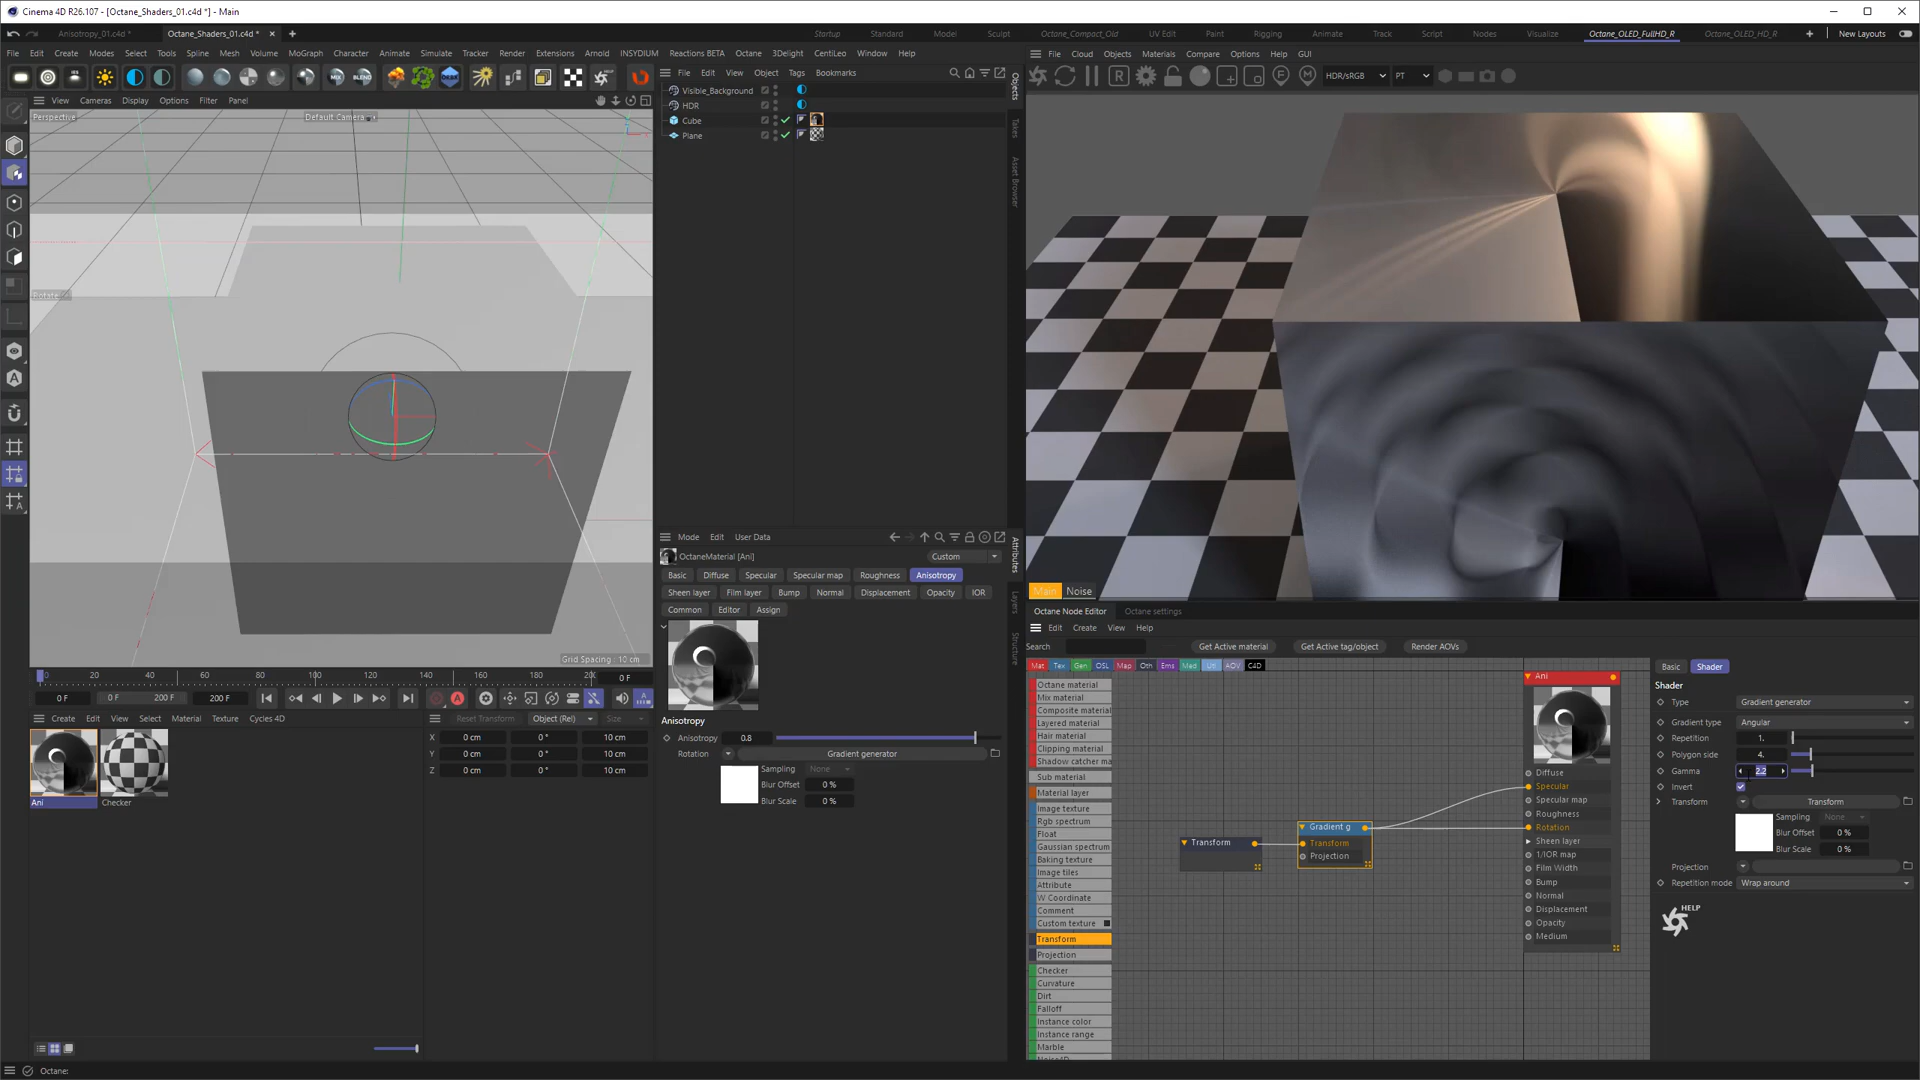 Cinema 4D R26.107 - [Octane_Shaders_01.c4d *] - Main
Anisotropy_01.c4d *
Octane_Shaders_01.c4d *
Startup Standard Model Sculpt Octane_Compact_Old UV Edit Paint Rigging Animate Track Script Nodes Visualize Octane_OLED_FullHD_R Octane_OLED_HD_R New Layouts
File Edit Create Modes Select Tools Spline Mesh Volume MoGraph Character Animate Simulate Tracker Render Extensions Arnold INSYDIUM Reactions BETA Octane 3Delight CentiLeo Window Help
File Cloud Objects Materials Compare Options Help GUI
MIX BLEND
HDR/sRGB PT
View Cameras Display Options Filter Panel
Perspective Default Camera
Rotate
Grid Spacing : 10 cm
File Edit View Object Tags Bookmarks
Visible_Background
HDR
Cube
Plane
Objects
Takes
Asset Browser
Attributes
Layers
Structure
Mode Edit User Data
OctaneMaterial [Ani] Custom
Basic Diffuse Specular Specular map Roughness Anisotropy
Sheen layer Film layer Bump Normal Displacement Opacity IOR
Common Editor Assign
Anisotropy
Anisotropy 0.8
Rotation Gradient generator
Sampling None
Blur Offset 0 %
Blur Scale 0 %
0 20 40 60 80 100 120 140 160 180 0 F
0 F 0 F 200 F 200 F
Create Edit View Select Material Texture Cycles 4D
Ani
Checker
Reset Transform Object (Rel) Size
X 0 cm 0 ° 10 cm
Y 0 cm 0 ° 10 cm
Z 0 cm 0 ° 10 cm
Main Noise
Octane Node Editor Octane settings
Edit Create View Help
Search Get Active material Get Active tag/object Render AOVs
Mat Tex Gen OSL Map Oth Ems Med Utl AOV C4D
Octane material
Mix material
Composite material
Layered material
Hair material
Clipping material
Shadow catcher ma
Sub material
Material layer
Image texture
Rgb spectrum
Float
Gaussian spectrum
Baking texture
Image tiles
Attribute
W Coordinate
Comment
Custom texture
Transform
Projection
Checker
Curvature
Dirt
Falloff
Instance color
Instance range
Marble
Transform
Gradient g
Transform
Projection
Ani
Diffuse
Specular
Specular map
Roughness
Rotation
Sheen layer
1/IOR map
Film Width
Bump
Normal
Displacement
Opacity
Medium
Basic Shader
Shader
Type Gradient generator
Gradient type Angular
Repetition 1.
Polygon side 4.
Gamma 2.2
Invert
Transform Transform
Sampling None
Blur Offset 0 %
Blur Scale 0 %
Projection
Repetition mode Wrap around
HELP
Octane: